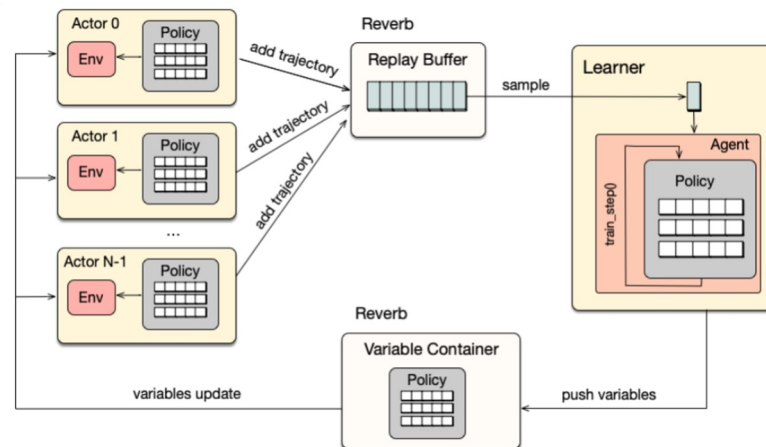 Actor 0
Policy
Env
add trajectory
Reverb
Replay Buffer
sample
Learner
Agent
Policy
train_step()
Actor 1
Policy
Env
add trajectory
...
Actor N-1
Policy
Env
add trajectory
Reverb
Variable Container
Policy
variables update
push variables